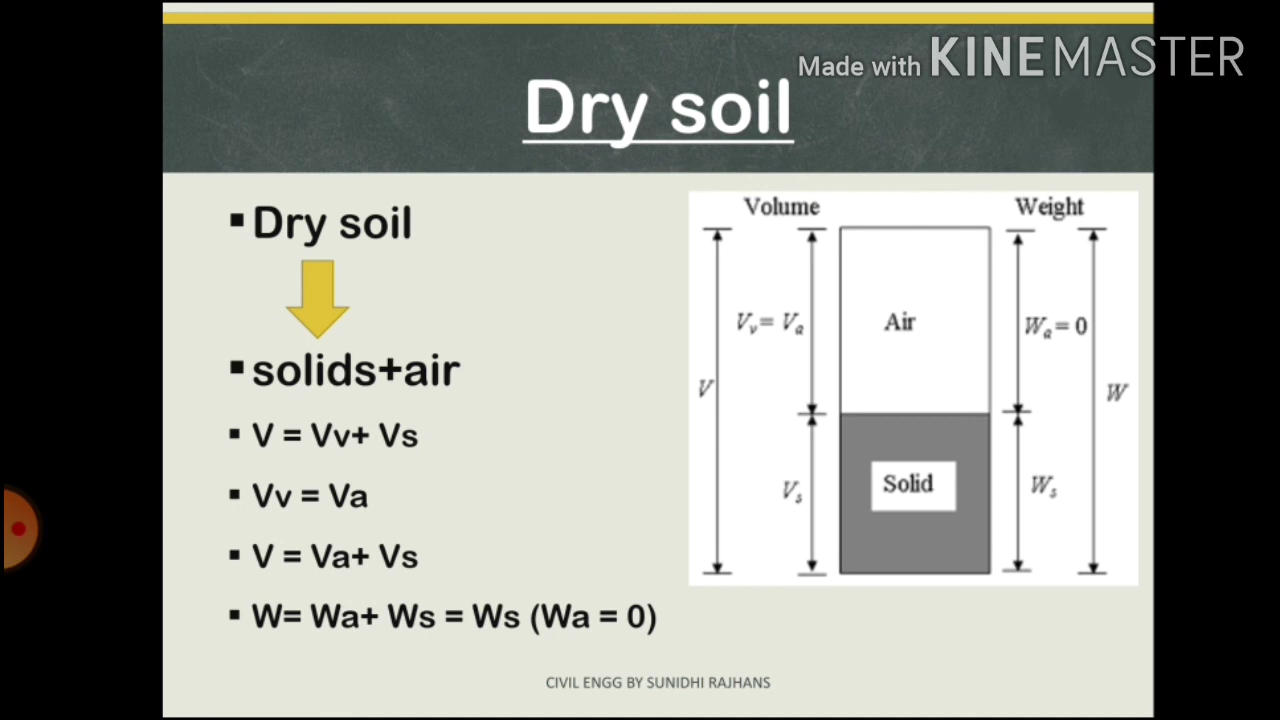 Made with KINEMASTER
Dry soil
▪ Dry soil
▪ solids+air
▪ V = Vv+ Vs
▪ Vv = Va
▪ V = Va+ Vs
▪ W= Wa+ Ws = Ws (Wa = 0)
Volume Weight
Vv = Va Air Wa = 0
V W
Vs Solid Ws
CIVIL ENGG BY SUNIDHI RAJHANS